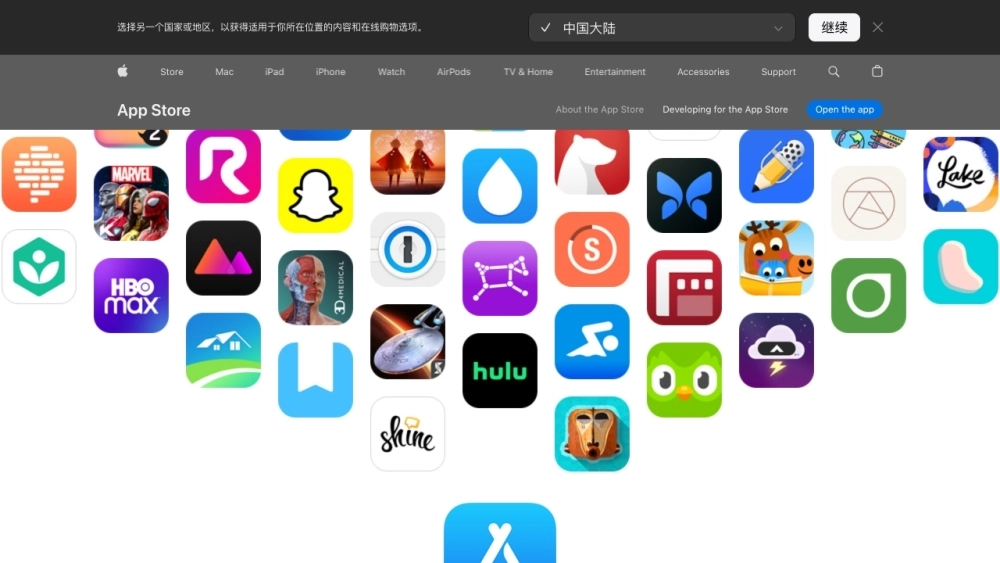 选择另一个国家或地区，以获得适用于你所在位置的内容和在线购物选项。
中国大陆
继续
Store Mac iPad iPhone Watch AirPods TV & Home Entertainment Accessories Support
App Store
About the App Store Developing for the App Store Open the app
2
MARVEL
K
R
Lake
HBO
max
3D4MEDICAL
S
S
hulu
shine